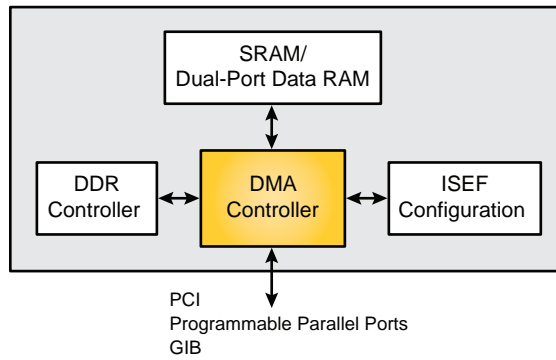 SRAM/
Dual-Port Data RAM
DDR
Controller
DMA
Controller
ISEF
Configuration
PCI
Programmable Parallel Ports
GIB